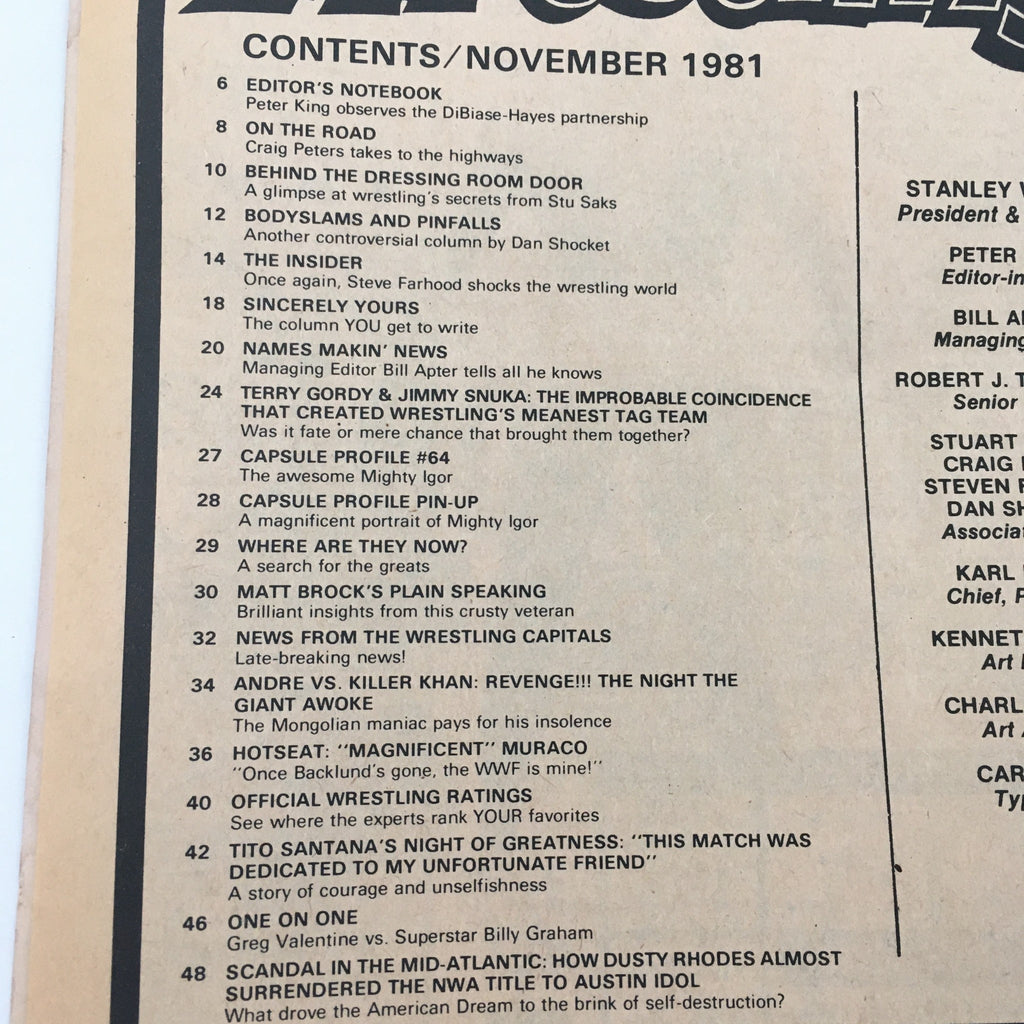 CONTENTS/NOVEMBER 1981
6 EDITOR'S NOTEBOOK
Peter King observes the DiBiase-Hayes partnership
8 ON THE ROAD
Craig Peters takes to the highways
10 BEHIND THE DRESSING ROOM DOOR
A glimpse at wrestling's secrets from Stu Saks
12 BODYSLAMS AND PINFALLS
Another controversial column by Dan Shocket
14 THE INSIDER
Once again, Steve Farhood shocks the wrestling world
18 SINCERELY YOURS
The column YOU get to write
20 NAMES MAKIN' NEWS
Managing Editor Bill Apter tells all he knows
24 TERRY GORDY & JIMMY SNUKA: THE IMPROBABLE COINCIDENCE
THAT CREATED WRESTLING'S MEANEST TAG TEAM
Was it fate or mere chance that brought them together?
27 CAPSULE PROFILE #64
The awesome Mighty Igor
28 CAPSULE PROFILE PIN-UP
A magnificent portrait of Mighty Igor
29 WHERE ARE THEY NOW?
A search for the greats
30 MATT BROCK'S PLAIN SPEAKING
Brilliant insights from this crusty veteran
32 NEWS FROM THE WRESTLING CAPITALS
Late-breaking news!
34 ANDRE VS. KILLER KHAN: REVENGE!!! THE NIGHT THE
GIANT AWOKE
The Mongolian maniac pays for his insolence
36 HOTSEAT: "MAGNIFICENT" MURACO
"Once Backlund's gone, the WWF is mine!"
40 OFFICIAL WRESTLING RATINGS
See where the experts rank YOUR favorites
42 TITO SANTANA'S NIGHT OF GREATNESS: "THIS MATCH WAS
DEDICATED TO MY UNFORTUNATE FRIEND"
A story of courage and unselfishness
46 ONE ON ONE
Greg Valentine vs. Superstar Billy Graham
48 SCANDAL IN THE MID-ATLANTIC: HOW DUSTY RHODES ALMOST
SURRENDERED THE NWA TITLE TO AUSTIN IDOL
What drove the American Dream to the brink of self-destruction?
STANLEY
President &
PETER
Editor-in
BILL
Managing
ROBERT J.
Senior
STUART
CRAIG
STEVEN
DAN
Associa
KARL
Chief,
KENNET
Art
CHARL
Art
CAR
Ty